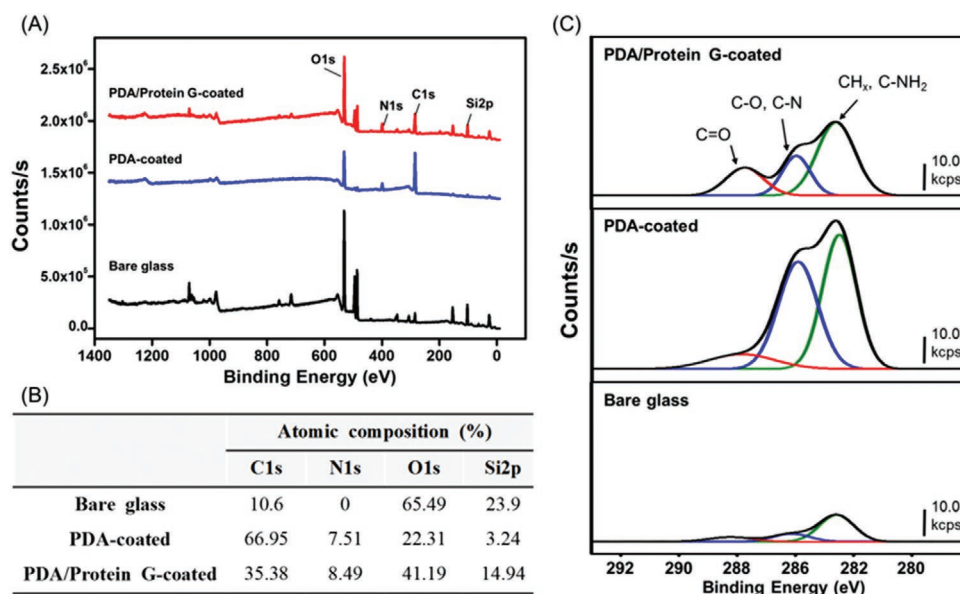 (A)
2.5x10⁶
2.0x10⁶
1.5x10⁶
1.0x10⁶
5.0x10⁵
0.0
Counts/s
PDA/Protein G-coated
O1s
N1s
C1s
Si2p
PDA-coated
Bare glass
1400 1200 1000 800 600 400 200 0
Binding Energy (eV)
(B)
Atomic composition (%)
C1s N1s O1s Si2p
Bare glass 10.6 0 65.49 23.9
PDA-coated 66.95 7.51 22.31 3.24
PDA/Protein G-coated 35.38 8.49 41.19 14.94
(C)
PDA/Protein G-coated
CHₓ, C-NH₂
C-O, C-N
C=O
10.0
kcps
PDA-coated
10.0
kcps
Bare glass
10.0
kcps
Counts/s
292 290 288 286 284 282 280
Binding Energy (eV)